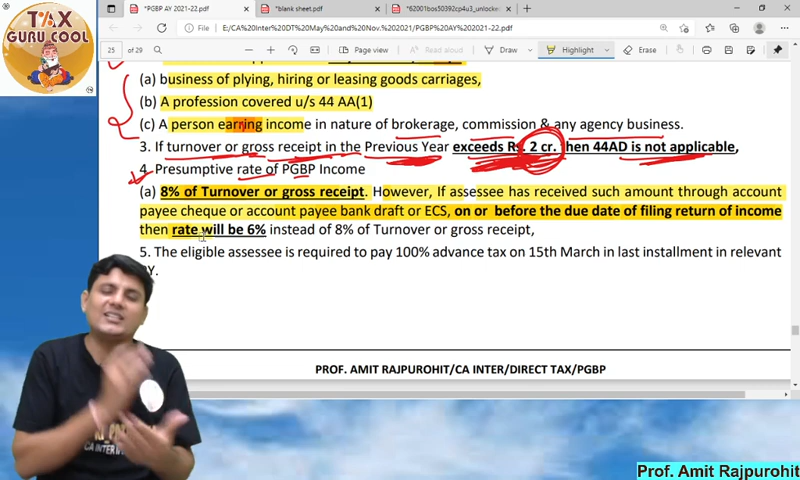 TAX
GURU COOL
*PGBP AY 2021-22.pdf
*blank sheet.pdf
*62001bos50392cp4u3_unlocked
E:/CA%20Inter%20DT%20May%20and%20Nov.%202021/PGBP%20AY%202021-22.pdf
25 of 29
Page view
Read aloud
Draw
Highlight
Erase
(a) business of plying, hiring or leasing goods carriages,
(b) A profession covered u/s 44 AA(1)
(c) A person earning income in nature of brokerage, commission & any agency business.
3. If turnover or gross receipt in the Previous Year exceeds Rs. 2 cr. then 44AD is not applicable,
4. Presumptive rate of PGBP Income
(a) 8% of Turnover or gross receipt. However, If assessee has received such amount through account
payee cheque or account payee bank draft or ECS, on or before the due date of filing return of income
then rate will be 6% instead of 8% of Turnover or gross receipt,
5. The eligible assessee is required to pay 100% advance tax on 15th March in last installment in relevant
PY.
PROF. AMIT RAJPUROHIT/CA INTER/DIRECT TAX/PGBP
CA INTER
Prof. Amit Rajpurohit